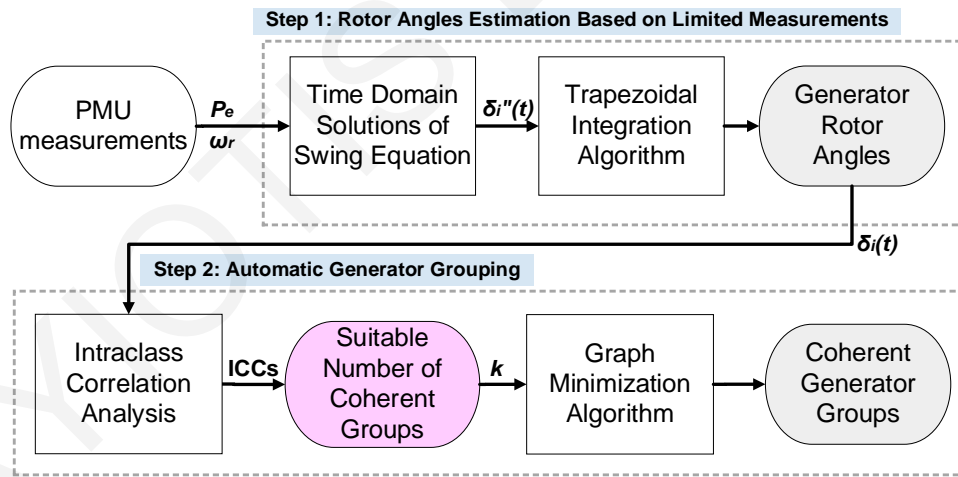 Step 1: Rotor Angles Estimation Based on Limited Measurements
PMU
measurements
Pe
ωr
Time Domain
Solutions of
Swing Equation
δi"(t)
Trapezoidal
Integration
Algorithm
Generator
Rotor
Angles
δi(t)
Step 2: Automatic Generator Grouping
Intraclass
Correlation
Analysis
ICCs
Suitable
Number of
Coherent
Groups
k
Graph
Minimization
Algorithm
Coherent
Generator
Groups
YIOTIS